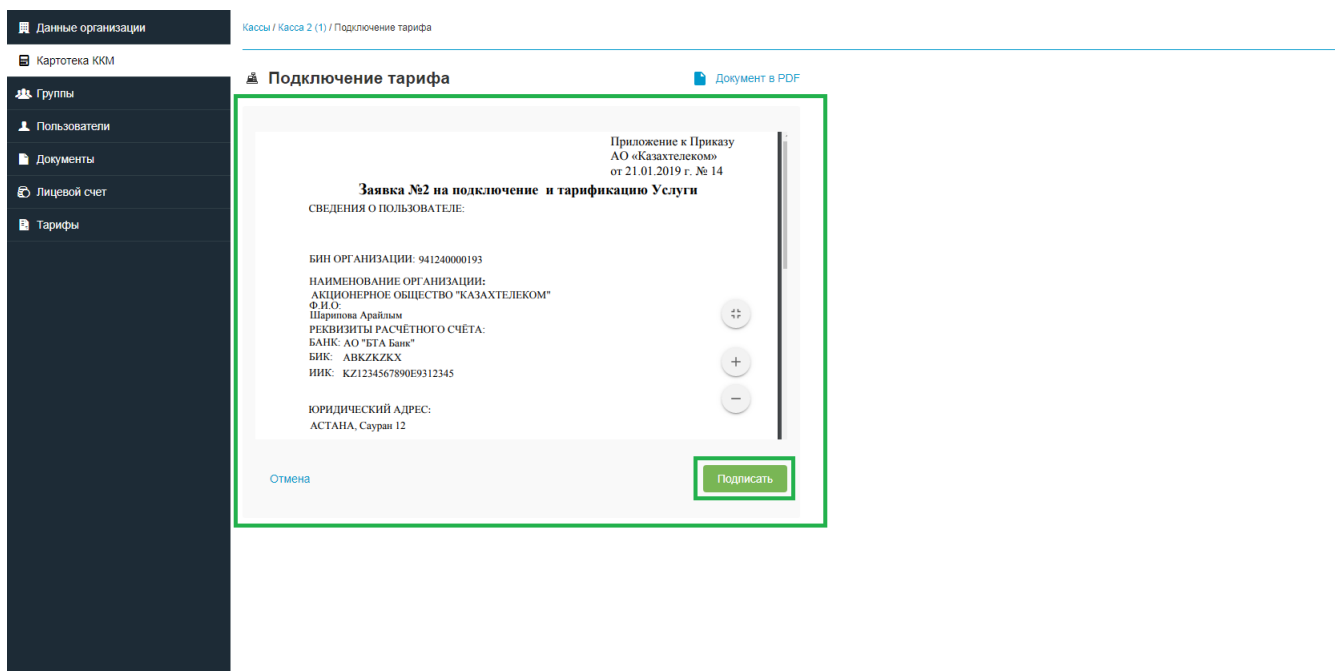 Данные организации
Картотека ККМ
Группы
Пользователи
Документы
Лицевой счет
Тарифы
Кассы / Касса 2 (1) / Подключение тарифа
Подключение тарифа
Документ в PDF
Приложение к Приказу
АО «Казахтелеком»
от 21.01.2019 г. № 14
Заявка №2 на подключение и тарификацию Услуги
СВЕДЕНИЯ О ПОЛЬЗОВАТЕЛЕ:
БИН ОРГАНИЗАЦИИ: 941240000193
НАИМЕНОВАНИЕ ОРГАНИЗАЦИИ:
АКЦИОНЕРНОЕ ОБЩЕСТВО "КАЗАХТЕЛЕКОМ"
Ф.И.О:
Шарипова Арайлым
РЕКВИЗИТЫ РАСЧЁТНОГО СЧЁТА:
БАНК: АО "БТА Банк"
БИК: ABKZKZKX
ИИК: KZ1234567890E9312345
ЮРИДИЧЕСКИЙ АДРЕС:
АСТАНА, Сауран 12
Отмена
Подписать